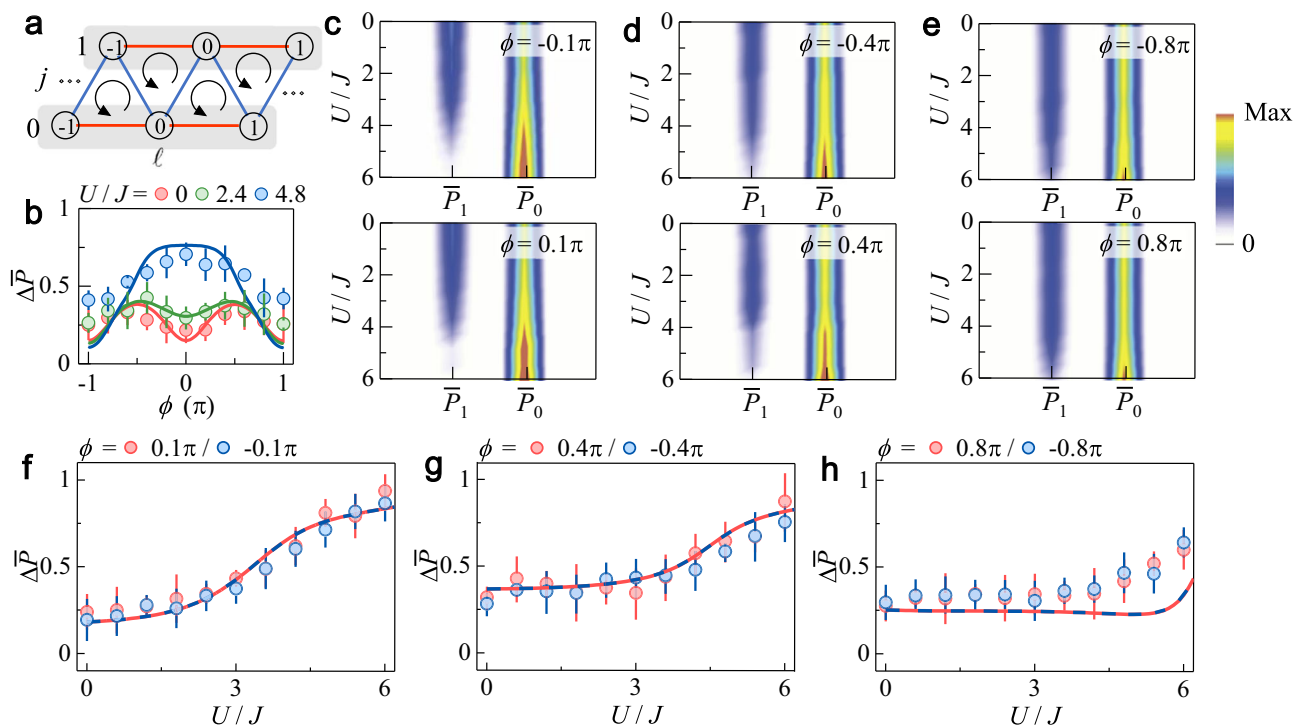 a
1 -1 0 1
j ... ...
0 -1 0 1
ℓ
b
U / J = 0 2.4 4.8
1
0.5
0
ΔP̅
-1 0 1
ϕ (π)
c
0
2
4
6
U / J
ϕ = -0.1π
P̅₁ P̅₀
0
2
4
6
U / J
ϕ = 0.1π
P̅₁ P̅₀
d
0
2
4
6
U / J
ϕ = -0.4π
P̅₁ P̅₀
0
2
4
6
U / J
ϕ = 0.4π
P̅₁ P̅₀
e
0
2
4
6
U / J
ϕ = -0.8π
P̅₁ P̅₀
0
2
4
6
U / J
ϕ = 0.8π
P̅₁ P̅₀
Max
0
f
ϕ = 0.1π / -0.1π
1
0.5
0
ΔP̅
0 3 6
U / J
g
ϕ = 0.4π / -0.4π
1
0.5
0
ΔP̅
0 3 6
U / J
h
ϕ = 0.8π / -0.8π
1
0.5
0
ΔP̅
0 3 6
U / J